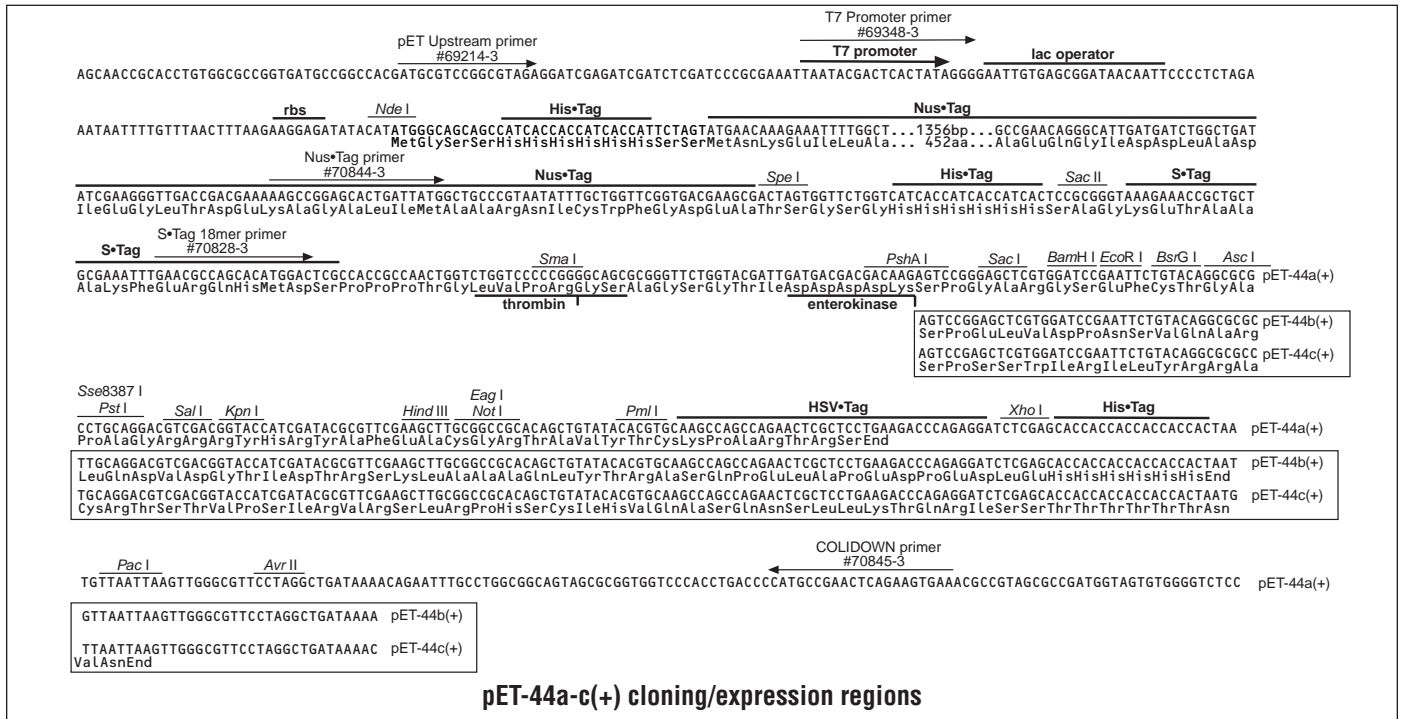 T7 Promoter primer
pET Upstream primer #69348-3
#69214-3 T7 promoter lac operator
AGCAACCGCACCTGTGGCGCCGGTGATGCCGGCCACGATGCGTCCGGCGTAGAGGATCGAGATCGATCTCGATCCCGCGAAATTAATACGACTCACTATAGGGGAATTGTGAGCGGATAACAATTCCCCTCTAGA
rbs Nde I His•Tag Nus•Tag
AATAATTTTGTTTAACTTTAAGAAGGAGATATACATATGGGCAGCAGCCATCACCACCATCACCATTCTAGTATGAACAAAGAAATTTTGGCT...1356bp...GCCGAACAGGGCATTGATGATCTGGCTGAT
MetGlySerSerHisHisHisHisHisHisSerSerMetAsnLysGluIleLeuAla... 452aa...AlaGluGlnGlyIleAspAspLeuAlaAsp
Nus•Tag primer
#70844-3 Nus•Tag Spe I His•Tag Sac II S•Tag
ATCGAAGGGTTGACCGACGAAAAAGCCGGAGCACTGATTATGGCTGCCCGTAATATTTGCTGGTTCGGTGACGAAGCGACTAGTGGTTCTGGTCATCACCATCACCATCACTCCGCGGGTAAAGAAACCGCTGCT
IleGluGlyLeuThrAspGluLysAlaGlyAlaLeuIleMetAlaAlaArgAsnIleCysTrpPheGlyAspGluAlaThrSerGlySerGlyHisHisHisHisHisHisSerAlaGlyLysGluThrAlaAla
S•Tag S•Tag 18mer primer
#70828-3 Sma I PshA I Sac I BamH I EcoR I BsrG I Asc I
GCGAAATTTGAACGCCAGCACATGGACTCGCCACCGCCAACTGGTCTGGTCCCCCGGGGCAGCGCGGGTTCTGGTACGATTGATGACGACGACAAGAGTCCGGGAGCTCGTGGATCCGAATTCTGTACAGGCGCG pET-44a(+)
AlaLysPheGluArgGlnHisMetAspSerProProProThrGlyLeuValProArgGlySerAlaGlySerGlyThrIleAspAspAspAspLysSerProGlyAlaArgGlySerGluPheCysThrGlyAla
thrombin enterokinase
AGTCCGGAGCTCGTGGATCCGAATTCTGTACAGGCGCGC pET-44b(+)
SerProGluLeuValAspProAsnSerValGlnAlaArg
AGTCCGAGCTCGTGGATCCGAATTCTGTACAGGCGCGCC pET-44c(+)
SerProSerSerTrpIleArgIleLeuTyrArgArgAla
Sse8387 I Eag I
Pst I Sal I Kpn I Hind III Not I Pml I HSV•Tag Xho I His•Tag
CCTGCAGGACGTCGACGGTACCATCGATACGCGTTCGAAGCTTGCGGCCGCACAGCTGTATACACGTGCAAGCCAGCCAGAACTCGCTCCTGAAGACCCAGAGGATCTCGAGCACCACCACCACCACCACTAA pET-44a(+)
ProAlaGlyArgArgArgTyrHisArgTyrAlaPheGluAlaCysGlyArgThrAlaValTyrThrCysLysProAlaArgThrArgSerEnd
TTGCAGGACGTCGACGGTACCATCGATACGCGTTCGAAGCTTGCGGCCGCACAGCTGTATACACGTGCAAGCCAGCCAGAACTCGCTCCTGAAGACCCAGAGGATCTCGAGCACCACCACCACCACCACTAAT pET-44b(+)
LeuGlnAspValAspGlyThrIleAspThrArgSerLysLeuAlaAlaAlaGlnLeuTyrThrArgAlaSerGlnProGluLeuAlaProGluAspProGluAspLeuGluHisHisHisHisHisHisEnd
TGCAGGACGTCGACGGTACCATCGATACGCGTTCGAAGCTTGCGGCCGCACAGCTGTATACACGTGCAAGCCAGCCAGAACTCGCTCCTGAAGACCCAGAGGATCTCGAGCACCACCACCACCACCACTAATG pET-44c(+)
CysArgThrSerThrValProSerIleArgValArgSerLeuArgProHisSerCysIleHisValGlnAlaSerGlnAsnSerLeuLeuLysThrGlnArgIleSerSerThrThrThrThrThrThrAsn
Pac I Avr II COLIDOWN primer
#70845-3
TGTTAATTAAGTTGGGCGTTCCTAGGCTGATAAAACAGAATTTGCCTGGCGGCAGTAGCGCGGTGGTCCCACCTGACCCCATGCCGAACTCAGAAGTGAAACGCCGTAGCGCCGATGGTAGTGTGGGGTCTCC pET-44a(+)
GTTAATTAAGTTGGGCGTTCCTAGGCTGATAAAA pET-44b(+)
TTAATTAAGTTGGGCGTTCCTAGGCTGATAAAAC pET-44c(+)
ValAsnEnd
pET-44a-c(+) cloning/expression regions